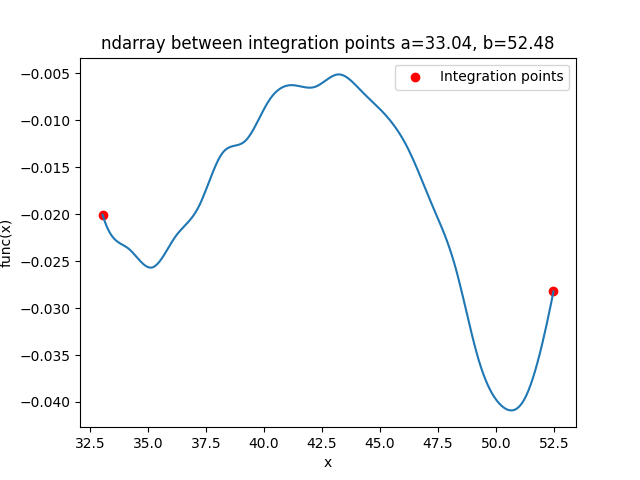 ndarray between integration points a=33.04, b=52.48
Integration points
−0.005
−0.010
−0.015
−0.020
−0.025
−0.030
−0.035
−0.040
func(x)
32.5 35.0 37.5 40.0 42.5 45.0 47.5 50.0 52.5
x